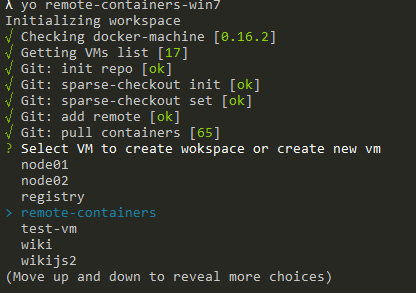 λ yo remote-containers-win7
Initializing workspace
√ Checking docker-machine [0.16.2]
√ Getting VMs list [17]
√ Git: init repo [ok]
√ Git: sparse-checkout init [ok]
√ Git: sparse-checkout set [ok]
√ Git: add remote [ok]
√ Git: pull containers [65]
? Select VM to create wokspace or create new vm
node01
node02
registry
> remote-containers
test-vm
wiki
wikijs2
(Move up and down to reveal more choices)